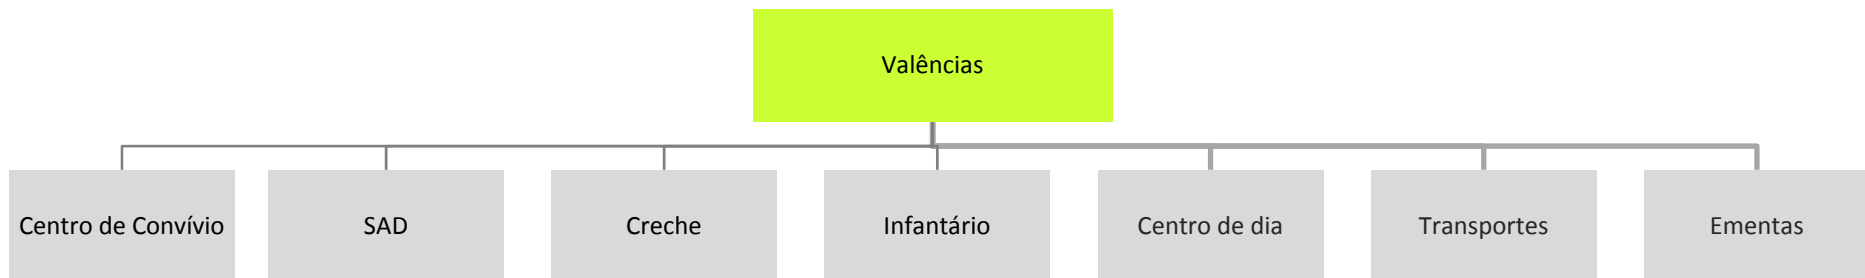 Valências
Centro de Convívio
SAD
Creche
Infantário
Centro de dia
Transportes
Ementas